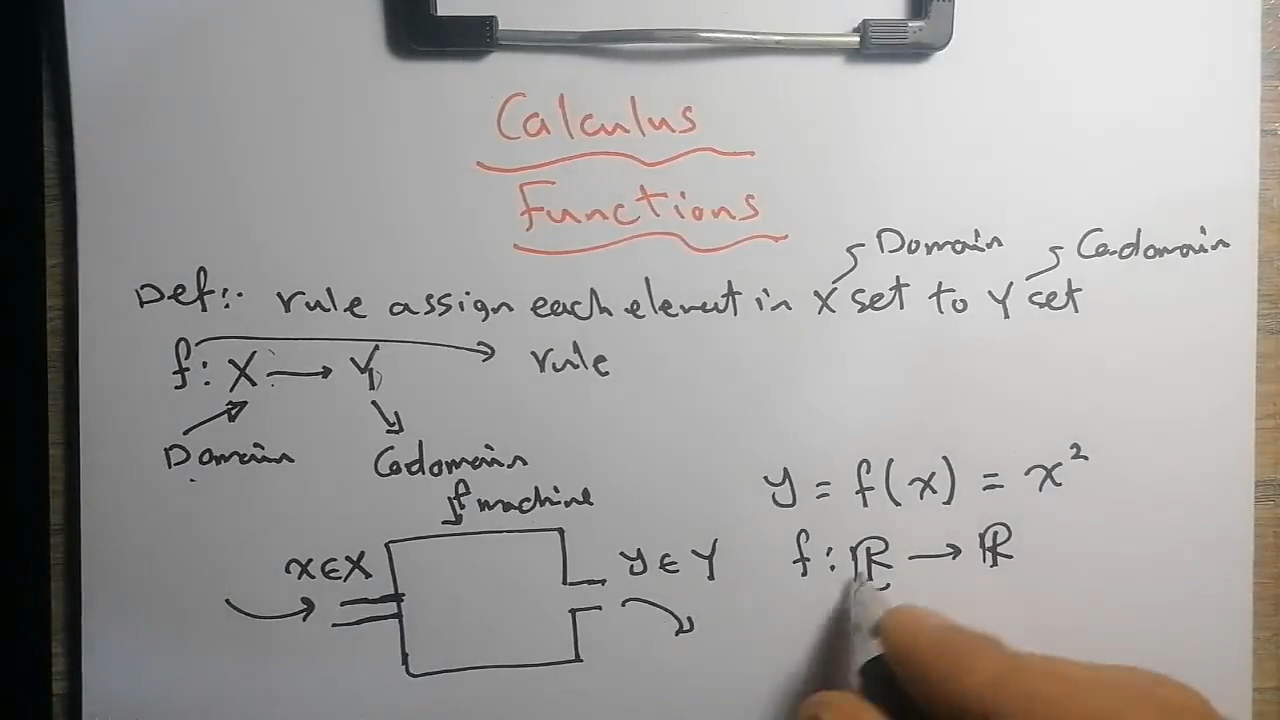 Calculus
Functions
Domain Codomain
Def:. rule assign each element in X set to Y set
f: X → Y rule
Domain Codomain
f machine
x∈X y∈Y
y = f(x) = x²
f: ℝ → ℝ